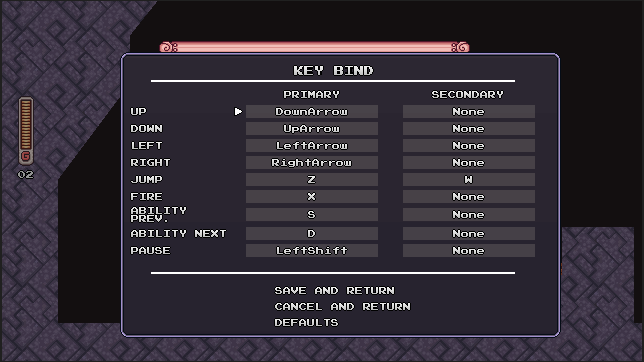 KEY BIND
PRIMARY SECONDARY
UP DownArrow None
DOWN UpArrow None
LEFT LeftArrow None
RIGHT RightArrow None
JUMP Z W
FIRE X None
ABILITY
PREV. S None
ABILITY NEXT D None
PAUSE LeftShift None
02
SAVE AND RETURN
CANCEL AND RETURN
DEFAULTS